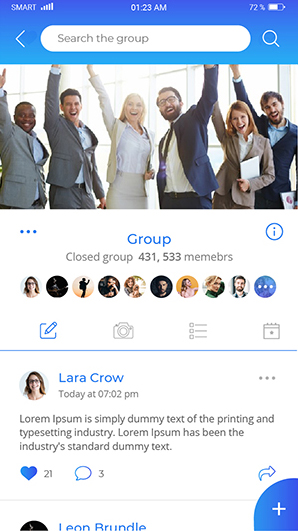 SMART 01:23 AM 72 %
Search the group
Group
Closed group 431, 533 memebrs
Lara Crow
Today at 07:02 pm
Lorem Ipsum is simply dummy text of the printing and
typesetting industry. Lorem Ipsum has been the
industry's standard dummy text.
21 3
Leon Brundle